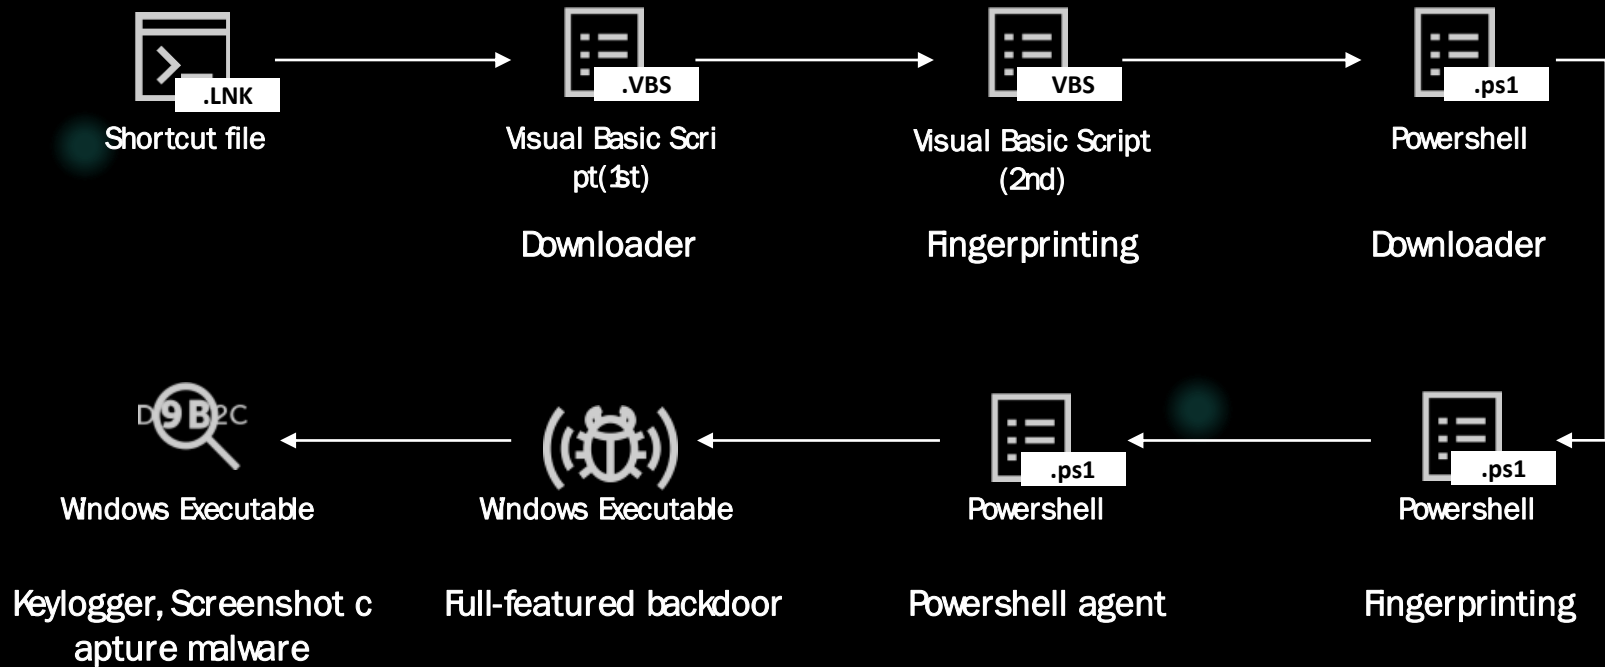 .LNK
.VBS
VBS
.ps1
Shortcut file
Visual Basic Scri
pt(1st)
Visual Basic Script
(2nd)
Powershell
Downloader
Fingerprinting
Downloader
D9B2C
.ps1
.ps1
Windows Executable
Windows Executable
Powershell
Powershell
Keylogger, Screenshot c
apture malware
Full-featured backdoor
Powershell agent
Fingerprinting